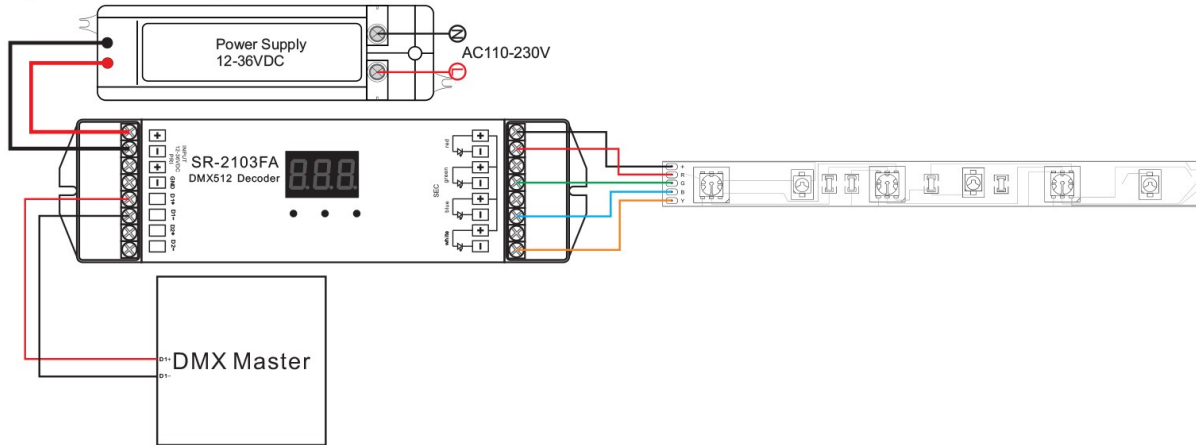 Power Supply
12-36VDC
N
AC110-230V
L
SR-2103FA
DMX512 Decoder
INPUT
12-36VDC
PRI
+
-
+
-
GND
D1+
D1-
D2+
D2-
8.8.8.
SEC
red
+
-
green
+
-
blue
+
-
white
+
-
+
R
G
B
Y
DMX Master
D1+
D1-